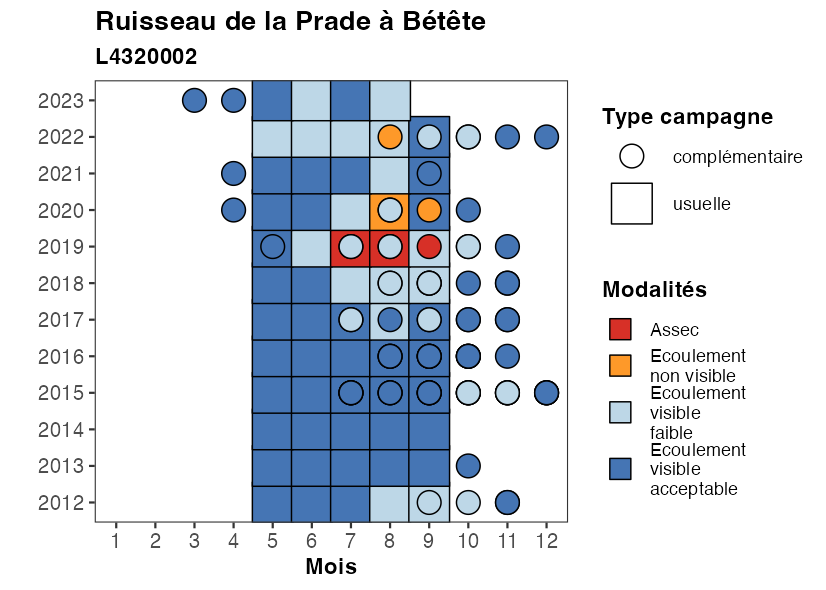 Ruisseau de la Prade à Bétête
L4320002
2023
2022
2021
2020
2019
2018
2017
2016
2015
2014
2013
2012
1 2 3 4 5 6 7 8 9 10 11 12
Mois
Type campagne
complémentaire
usuelle
Modalités
Assec
Ecoulement
non visible
Ecoulement
visible
faible
Ecoulement
visible
acceptable